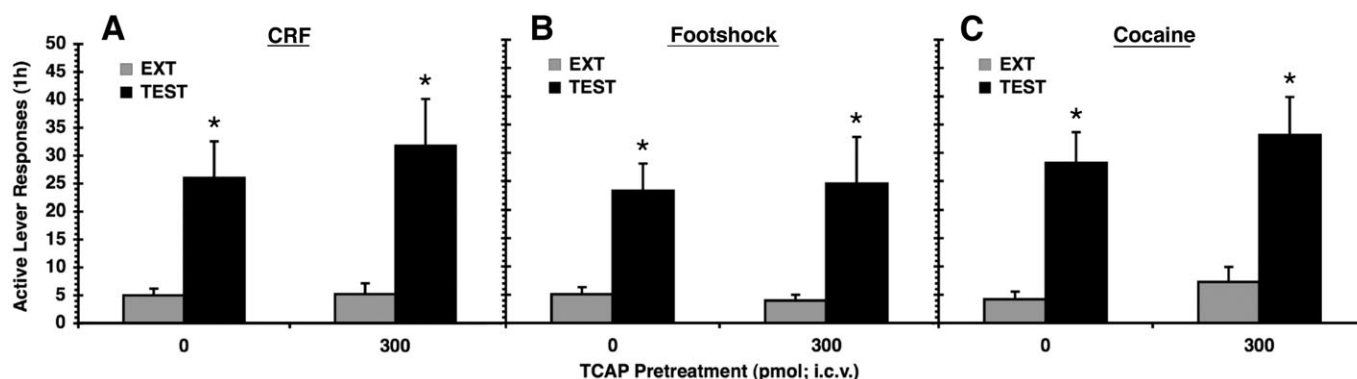 A
CRF
EXT
TEST
*
*
B
Footshock
EXT
TEST
*
*
C
Cocaine
EXT
TEST
*
*
Active Lever Responses (1h)
50
45
40
35
30
25
20
15
10
5
0
0
300
0
300
0
300
TCAP Pretreatment (pmol; i.c.v.)